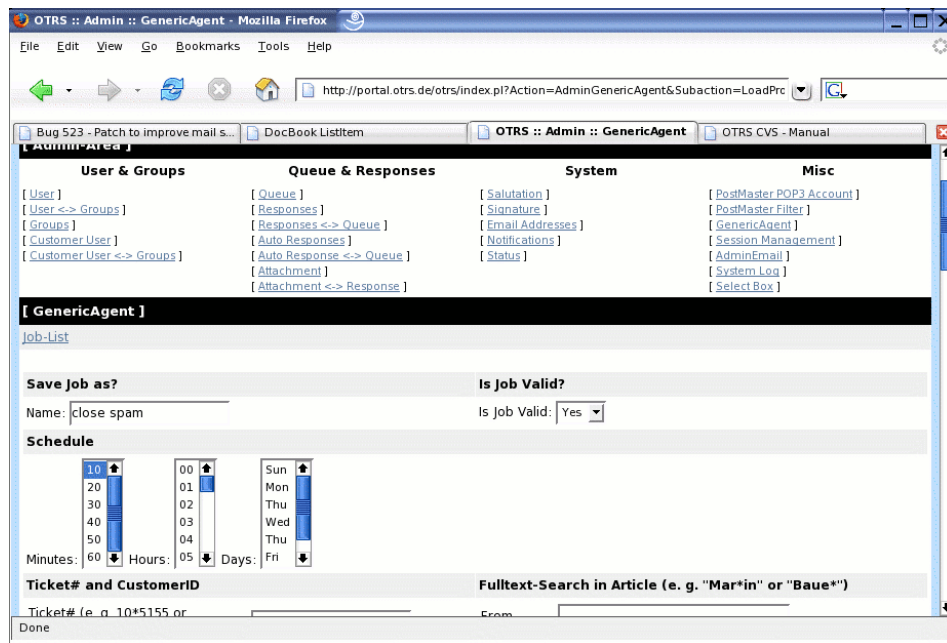 OTRS :: Admin :: GenericAgent - Mozilla Firefox
File Edit View Go Bookmarks Tools Help
http://portal.otrs.de/otrs/index.pl?Action=AdminGenericAgent&Subaction=LoadPro
G
Bug 523 - Patch to improve mail s... DocBook ListItem OTRS :: Admin :: GenericAgent OTRS CVS - Manual
[ Admin-Area ]
User & Groups Queue & Responses System Misc
[ User ] [ Queue ] [ Salutation ] [ PostMaster POP3 Account ]
[ User <-> Groups ] [ Responses ] [ Signature ] [ PostMaster Filter ]
[ Groups ] [ Responses <-> Queue ] [ Email Addresses ] [ GenericAgent ]
[ Customer User ] [ Auto Responses ] [ Notifications ] [ Session Management ]
[ Customer User <-> Groups ] [ Auto Response <-> Queue ] [ Status ] [ AdminEmail ]
[ Attachment ] [ System Log ]
[ Attachment <-> Response ] [ Select Box ]
[ GenericAgent ]
Job-List
Save Job as? Is Job Valid?
Name: close spam Is Job Valid: Yes
Schedule
10 00 Sun
20 01 Mon
30 02 Thu
40 03 Wed
50 04 Thu
Minutes: 60 Hours: 05 Days: Fri
Ticket# and CustomerID Fulltext-Search in Article (e. g. "Mar*in" or "Baue*")
Ticket# (e. g. 10*5155 or From
Done